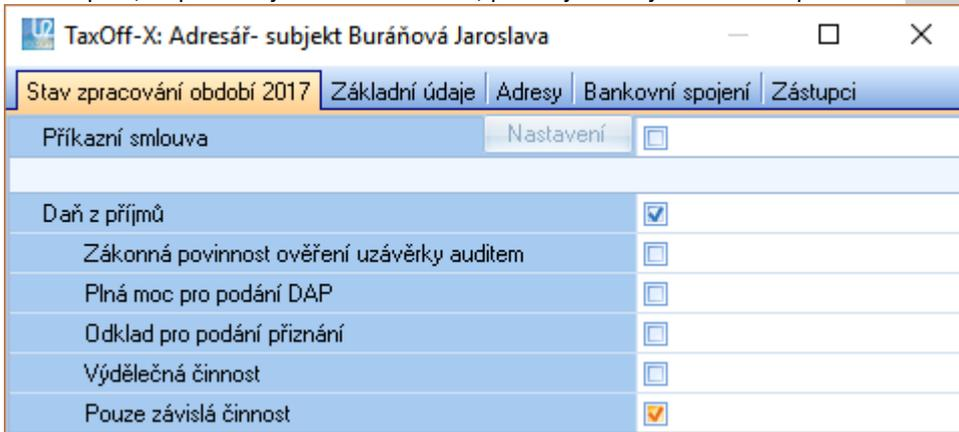 TaxOff-X: Adresář- subjekt Buráňová Jaroslava
Stav zpracování období 2017 Základní údaje Adresy Bankovní spojení Zástupci
Příkazní smlouva Nastavení
Daň z příjmů
Zákonná povinnost ověření uzávěrky auditem
Plná moc pro podání DAP
Odklad pro podání přiznání
Výdělečná činnost
Pouze závislá činnost